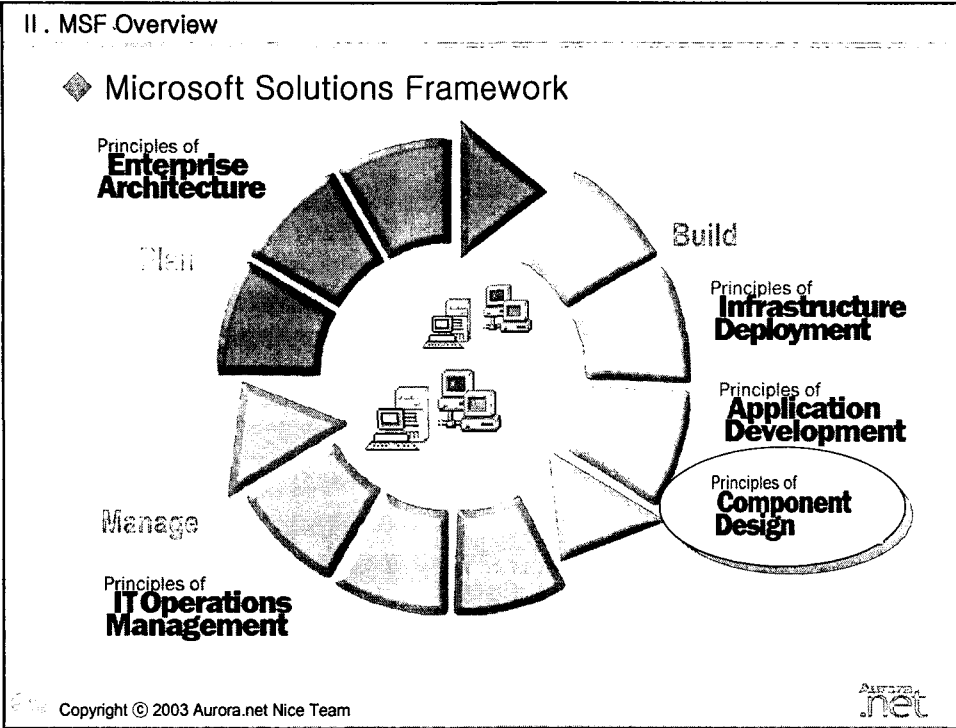 II. MSF Overview
Microsoft Solutions Framework
Principles of
Enterprise
Architecture
Plan
Build
Principles of
Infrastructure
Deployment
Principles of
Application
Development
Principles of
Component
Design
Manage
Principles of
IT Operations
Management
Copyright © 2003 Aurora.net Nice Team
Aurora
.net